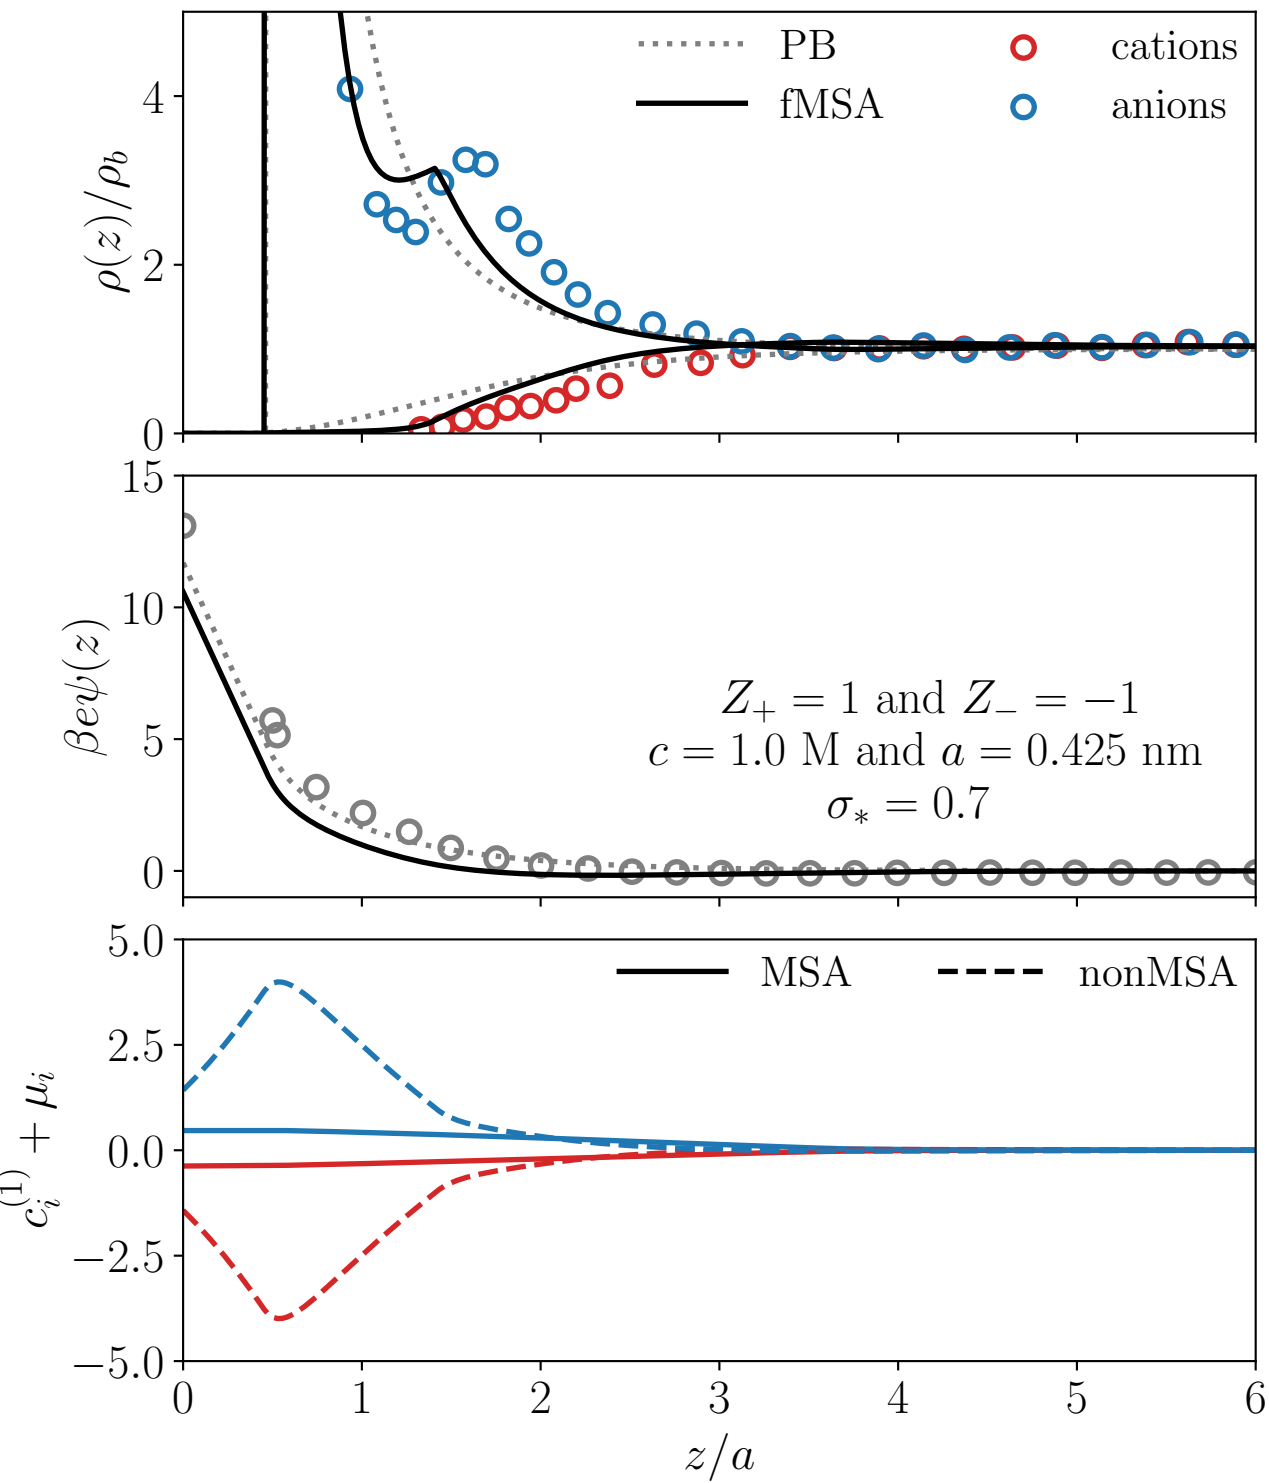 PB
cations
fMSA
anions
ρ(z)/ρ_b
4
2
0
15
10
5
0
βeψ(z)
Z₊ = 1 and Z₋ = −1
c = 1.0 M and a = 0.425 nm
σ_* = 0.7
5.0
2.5
0.0
−2.5
−5.0
MSA
nonMSA
c_i^{(1)} + μ_i
0 1 2 3 4 5 6
z/a